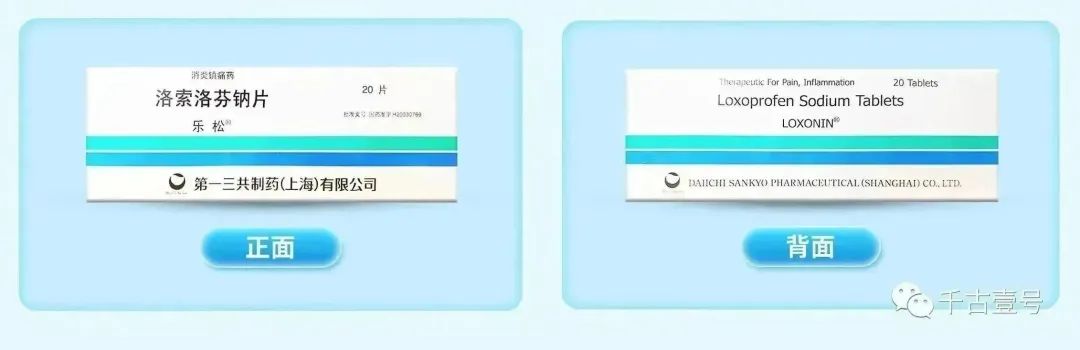 消炎镇痛药
洛索洛芬钠片
20 片
乐 松®
批准文号 国药准字H20030769
第一三共制药(上海)有限公司
正面
Therapeutic For Pain, Inflammation
20 Tablets
Loxoprofen Sodium Tablets
LOXONIN®
DAIICHI SANKYO PHARMACEUTICAL (SHANGHAI) CO., LTD.
背面
千古壹号